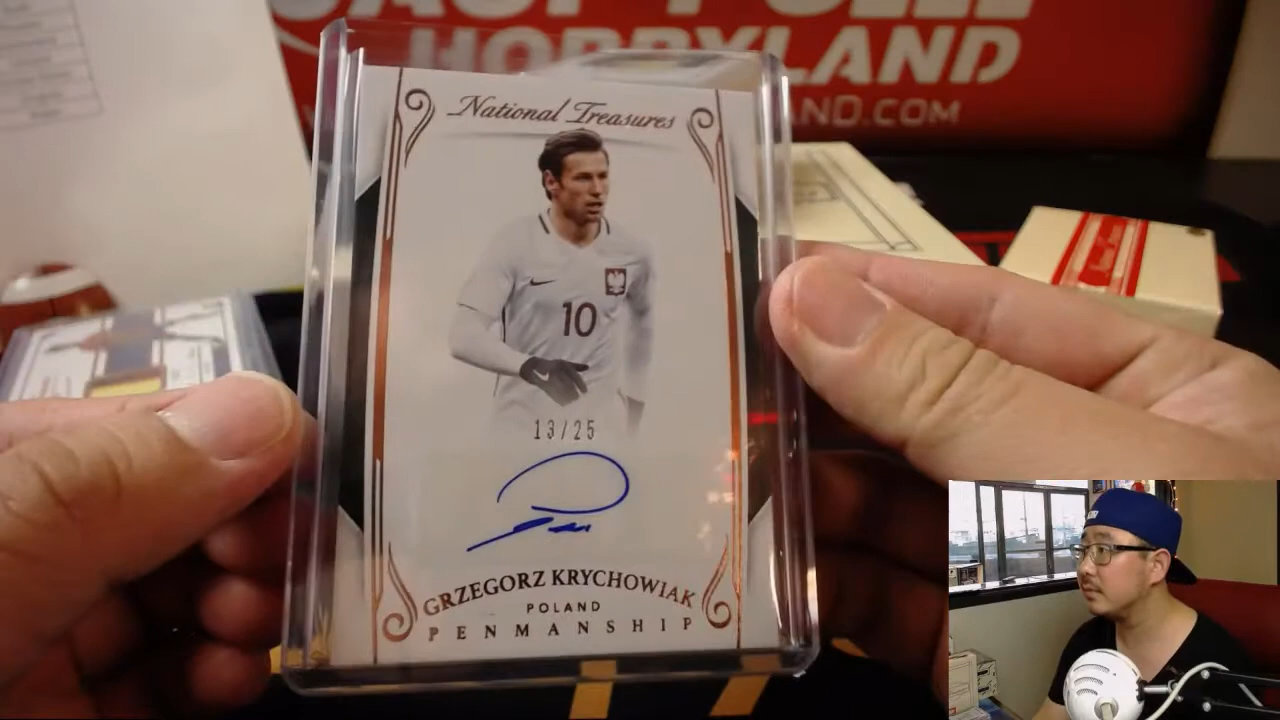 HOBBYLAND
ND.COM
National Treasures
10
13/25
GRZEGORZ KRYCHOWIAK
POLAND
PENMANSHIP